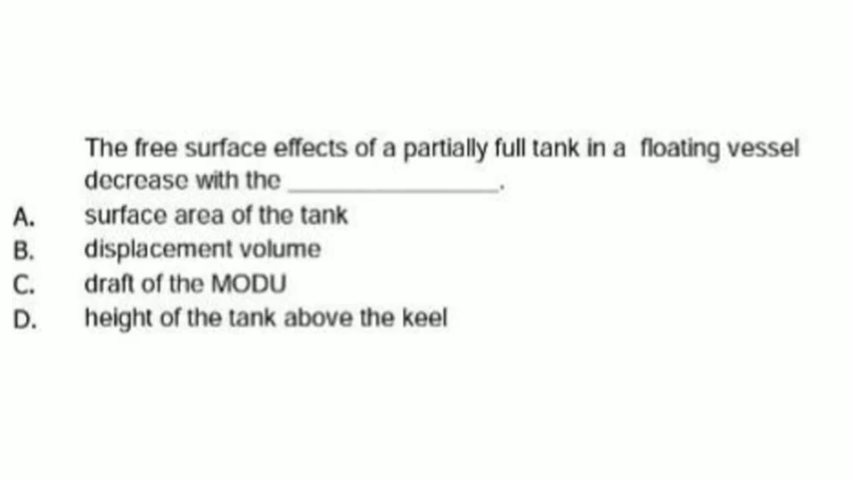 The free surface effects of a partially full tank in a floating vessel
decrease with the ____________________.
A. surface area of the tank
B. displacement volume
C. draft of the MODU
D. height of the tank above the keel